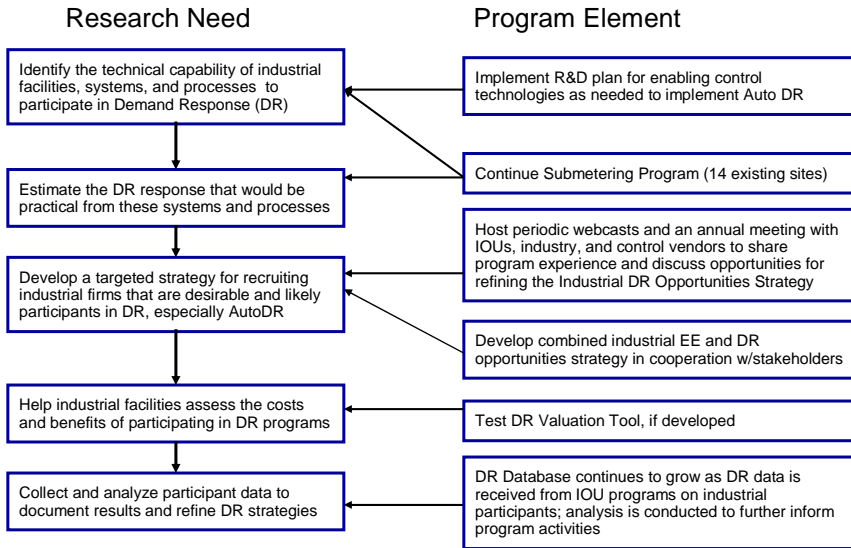 Research Need
Program Element
Identify the technical capability of industrial
facilities, systems, and processes to
participate in Demand Response (DR)
Implement R&D plan for enabling control
technologies as needed to implement Auto DR
Estimate the DR response that would be
practical from these systems and processes
Continue Submetering Program (14 existing sites)
Develop a targeted strategy for recruiting
industrial firms that are desirable and likely
participants in DR, especially AutoDR
Host periodic webcasts and an annual meeting with
IOUs, industry, and control vendors to share
program experience and discuss opportunities for
refining the Industrial DR Opportunities Strategy
Develop combined industrial EE and DR
opportunities strategy in cooperation w/stakeholders
Help industrial facilities assess the costs
and benefits of participating in DR programs
Test DR Valuation Tool, if developed
Collect and analyze participant data to
document results and refine DR strategies
DR Database continues to grow as DR data is
received from IOU programs on industrial
participants; analysis is conducted to further inform
program activities